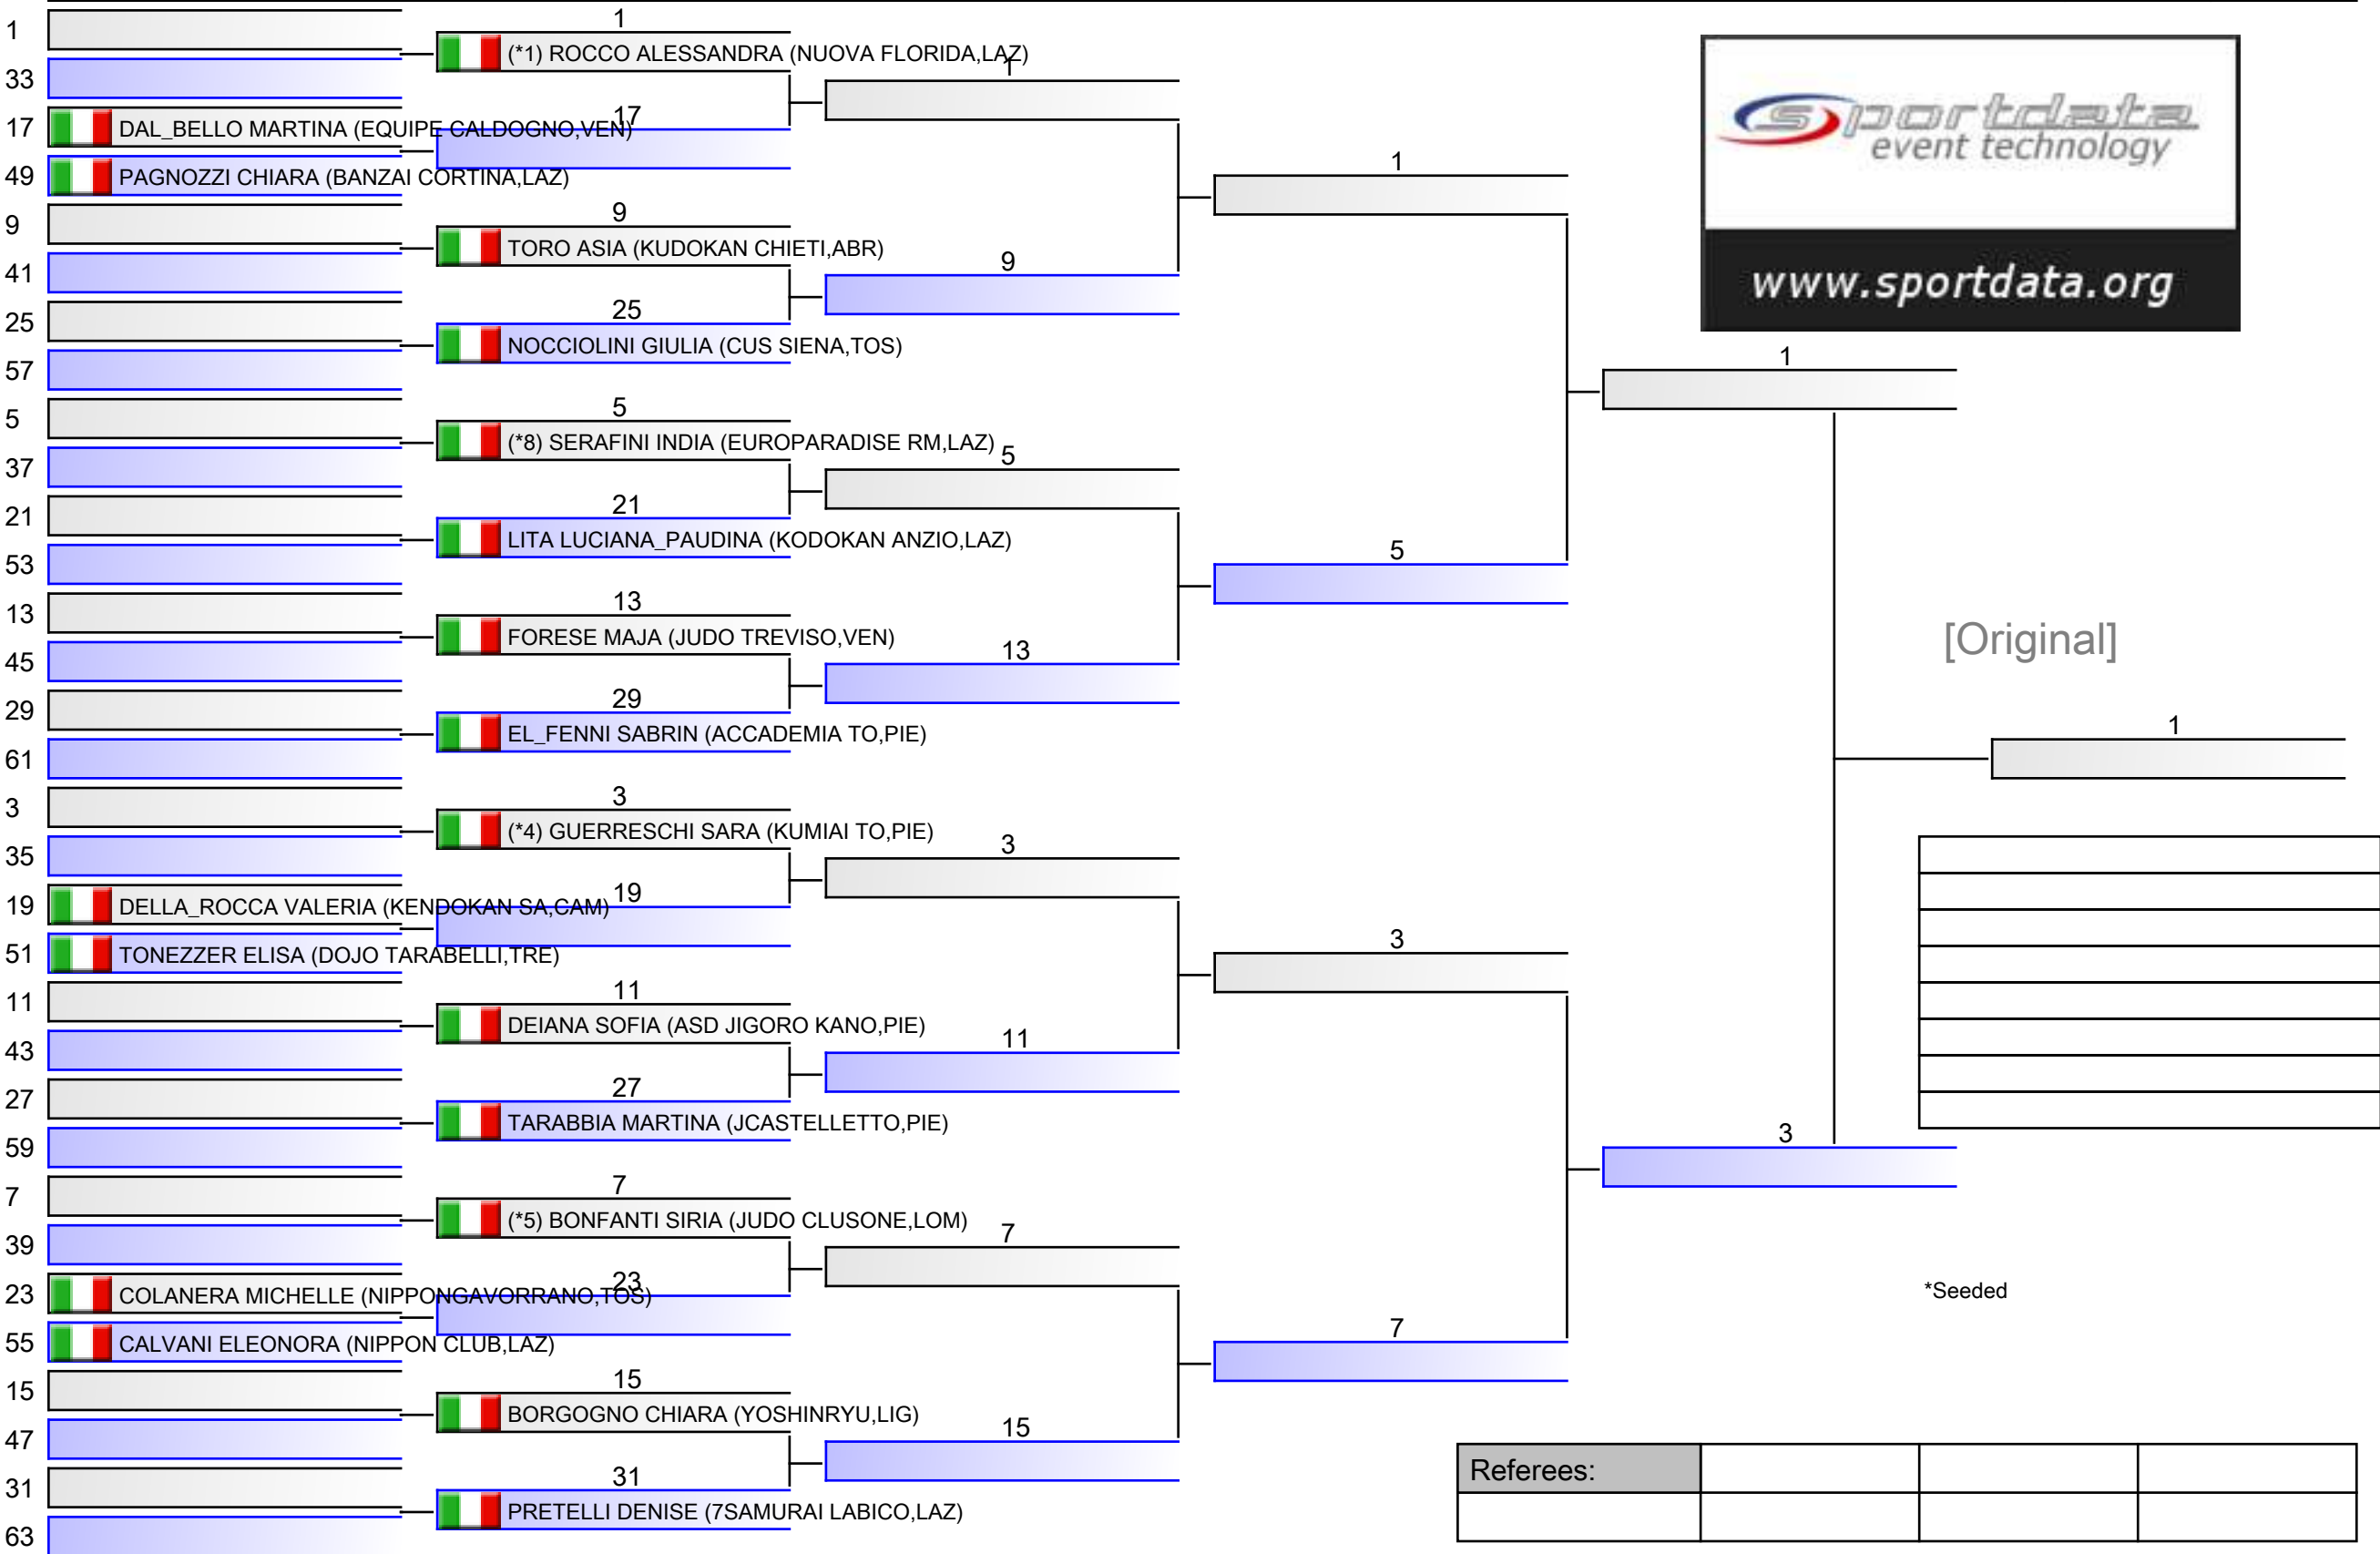 1
33
17 DAL_BELLO MARTINA (EQUIPE CALDOGNO,VEN)
49 PAGNOZZI CHIARA (BANZAI CORTINA,LAZ)
9
41
25
57
5
37
21
53
13
45
29
61
3
35
19 DELLA_ROCCA VALERIA (KENDOKAN SA,CAM)
51 TONEZZER ELISA (DOJO TARABELLI,TRE)
11
43
27
59
7
39
23 COLANERA MICHELLE (NIPPONGAVORRANO,TOS)
55 CALVANI ELEONORA (NIPPON CLUB,LAZ)
15
47
31
63
1
(*1) ROCCO ALESSANDRA (NUOVA FLORIDA,LAZ)
17
9
TORO ASIA (KUDOKAN CHIETI,ABR)
25
NOCCIOLINI GIULIA (CUS SIENA,TOS)
5
(*8) SERAFINI INDIA (EUROPARADISE RM,LAZ)
21
LITA LUCIANA_PAUDINA (KODOKAN ANZIO,LAZ)
13
FORESE MAJA (JUDO TREVISO,VEN)
29
EL_FENNI SABRIN (ACCADEMIA TO,PIE)
3
(*4) GUERRESCHI SARA (KUMIAI TO,PIE)
19
11
DEIANA SOFIA (ASD JIGORO KANO,PIE)
27
TARABBIA MARTINA (JCASTELLETTO,PIE)
7
(*5) BONFANTI SIRIA (JUDO CLUSONE,LOM)
23
15
BORGOGNO CHIARA (YOSHINRYU,LIG)
31
PRETELLI DENISE (7SAMURAI LABICO,LAZ)
1
9
5
13
3
11
7
15
1
5
3
7
1
3
sportdata
event technology
www.sportdata.org
[Original]
1
*Seeded
Referees: